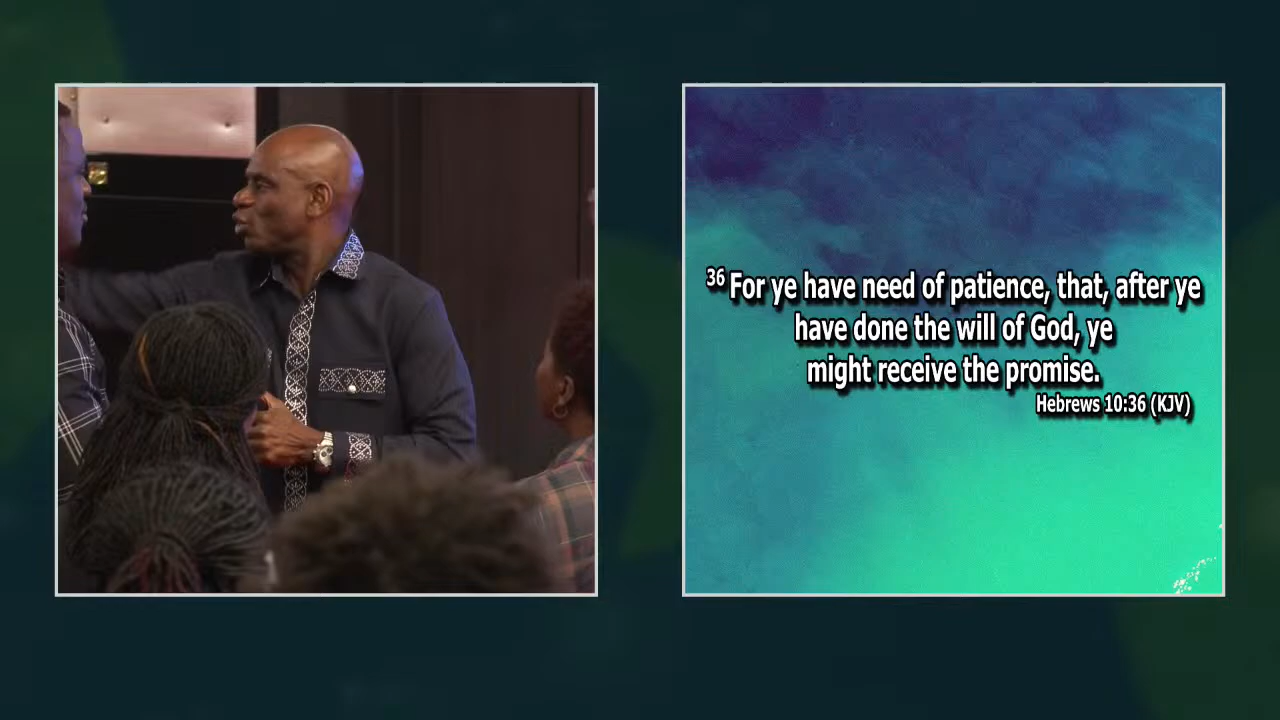 36 For ye have need of patience, that, after ye
have done the will of God, ye
might receive the promise.
Hebrews 10:36 (KJV)